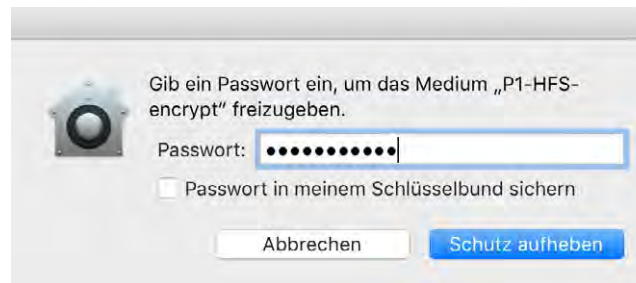 Gib ein Passwort ein, um das Medium „P1-HFS-
encrypt“ freizugeben.
Passwort: ●●●●●●●●●●●
Passwort in meinem Schlüsselbund sichern
Abbrechen Schutz aufheben